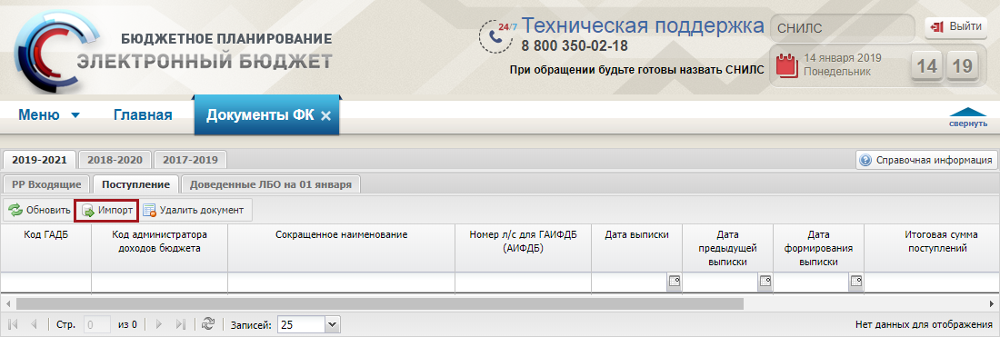 БЮДЖЕТНОЕ ПЛАНИРОВАНИЕ
ЭЛЕКТРОННЫЙ БЮДЖЕТ
24/7 Техническая поддержка
8 800 350-02-18
При обращении будьте готовы назвать СНИЛС
СНИЛС
Выйти
14 января 2019
Понедельник
14 19
Меню Главная Документы ФК
свернуть
2019-2021 2018-2020 2017-2019
Справочная информация
РР Входящие Поступление Доведенные ЛБО на 01 января
Обновить Импорт Удалить документ
Код ГАДБ
Код администратора
доходов бюджета
Сокращенное наименование
Номер л/с для ГАИФДБ
(АИФДБ)
Дата выписки
Дата
предыдущей
выписки
Дата
формирования
выписки
Итоговая сумма
поступлений
Стр. 0 из 0 Записей: 25 Нет данных для отображения